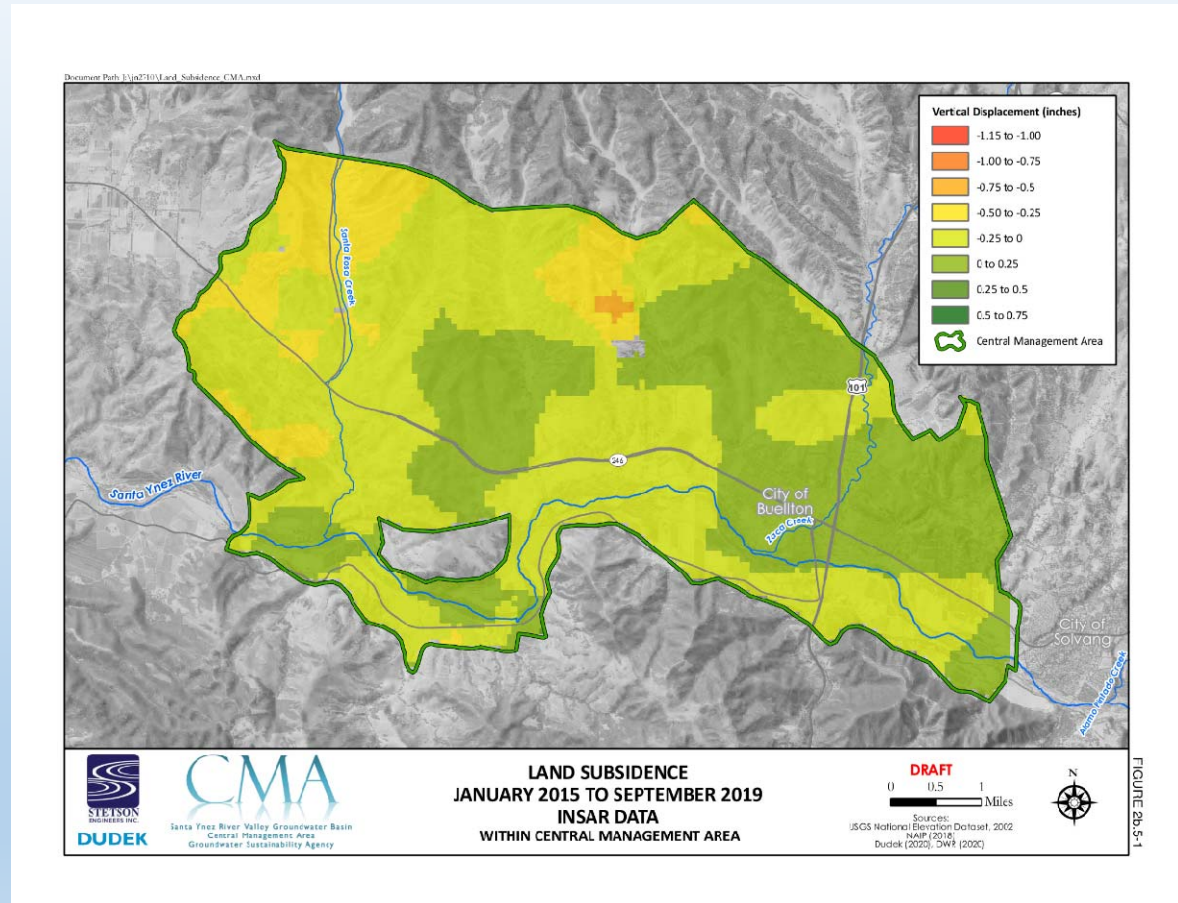 Document Path: J:\jn2710\Land_Subsidence_CMA.mxd
Vertical Displacement (inches)
-1.15 to -1.00
-1.00 to -0.75
-0.75 to -0.5
-0.50 to -0.25
-0.25 to 0
0 to 0.25
0.25 to 0.5
0.5 to 0.75
Central Management Area
Santa Rosa Creek
101
Santa Ynez River
246
City of
Buellton
Zaca Creek
City of
Solvang
Alamo Pintado Creek
STETSON
ENGINEERS INC.
DUDEK
CMA
Santa Ynez River Valley Groundwater Basin
Central Management Area
Groundwater Sustainability Agency
LAND SUBSIDENCE
JANUARY 2015 TO SEPTEMBER 2019
INSAR DATA
WITHIN CENTRAL MANAGEMENT AREA
DRAFT
0 0.5 1
Miles
Sources:
USGS National Elevation Dataset, 2002
NAIP (2018)
Dudek (2020), DWR (2020)
N
FIGURE 2b.5-1